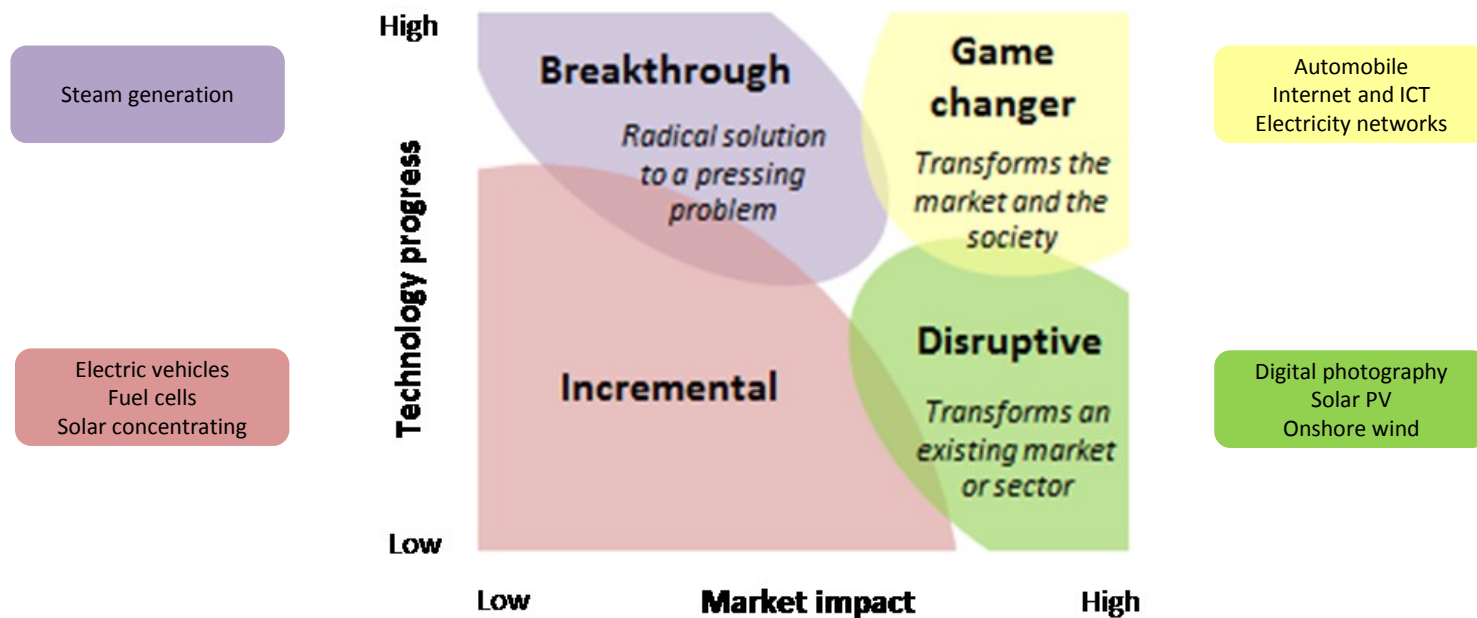 Steam generation
Electric vehicles
Fuel cells
Solar concentrating
High
Technology progress
Low
Breakthrough
Radical solution
to a pressing
problem
Game
changer
Transforms the
market and the
society
Incremental
Disruptive
Transforms an
existing market
or sector
Low
Market impact
High
Automobile
Internet and ICT
Electricity networks
Digital photography
Solar PV
Onshore wind